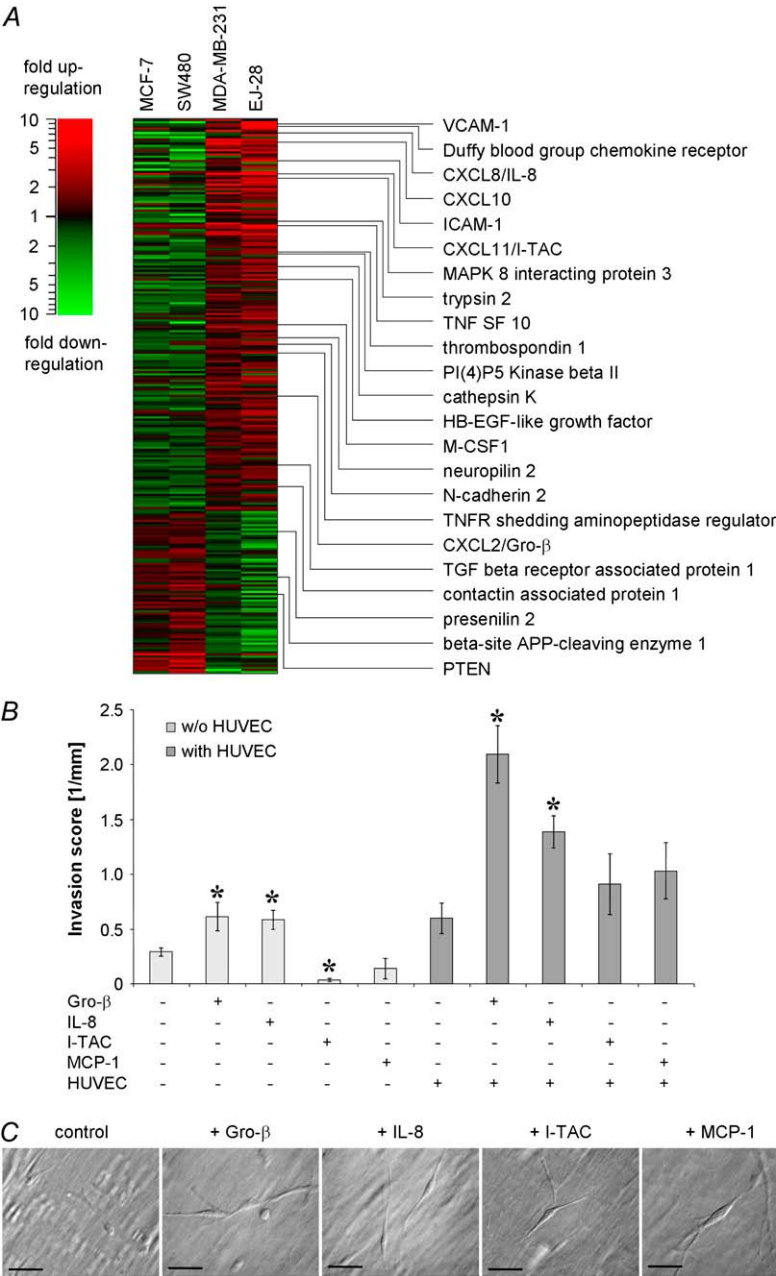 A
fold up-
regulation
10
5
2
1
2
5
10
fold down-
regulation
MCF-7
SW480
MDA-MB-231
EJ-28
VCAM-1
Duffy blood group chemokine receptor
CXCL8/IL-8
CXCL10
ICAM-1
CXCL11/I-TAC
MAPK 8 interacting protein 3
trypsin 2
TNF SF 10
thrombospondin 1
PI(4)P5 Kinase beta II
cathepsin K
HB-EGF-like growth factor
M-CSF1
neuropilin 2
N-cadherin 2
TNFR shedding aminopeptidase regulator
CXCL2/Gro-β
TGF beta receptor associated protein 1
contactin associated protein 1
presenilin 2
beta-site APP-cleaving enzyme 1
PTEN
B
Invasion score [1/mm]
2.5
2.0
1.5
1.0
0.5
0
w/o HUVEC
with HUVEC
* * * * *
Gro-β - + - - - - + - - -
IL-8 - - + - - - - + - -
I-TAC - - - + - - - - + -
MCP-1 - - - - + - - - - +
HUVEC - - - - - + + + + +
C
control + Gro-β + IL-8 + I-TAC + MCP-1